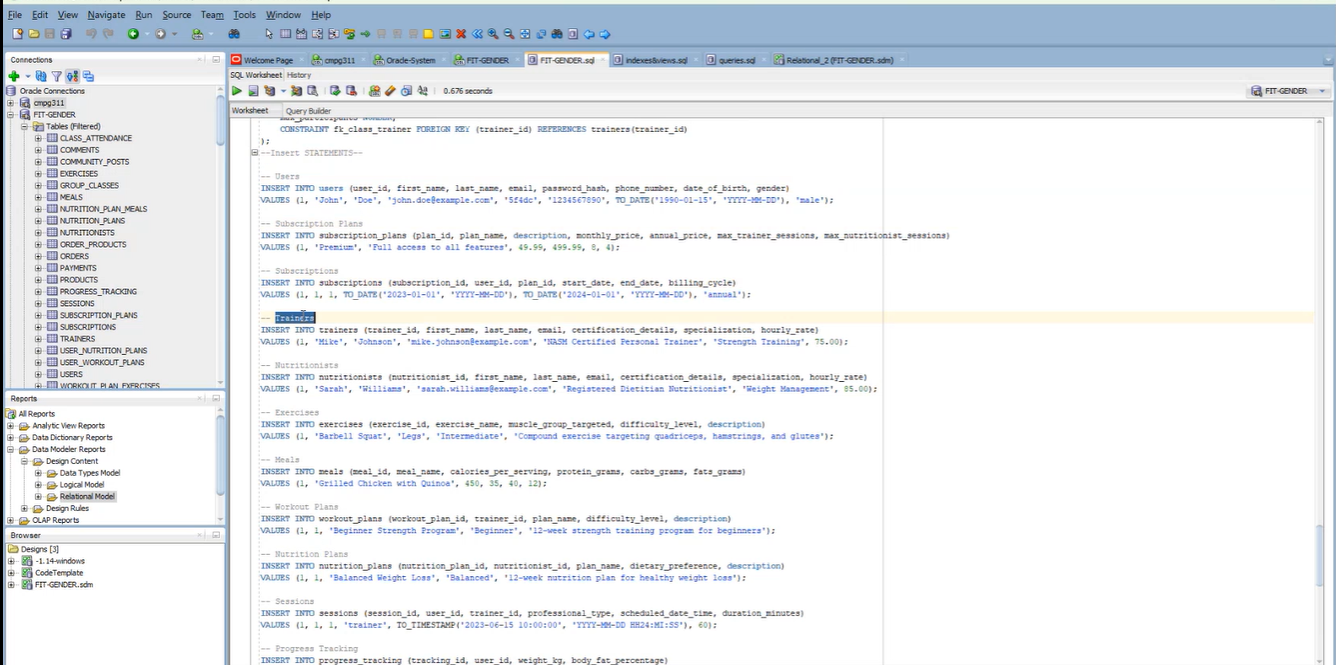 File Edit View Navigate Run Source Team Tools Window Help
Connections
Welcome Page cmpg311 Oracle-System FIT-GENDER FIT-GENDER.sql indexes&views.sql queries.sql Relational_2 (FIT-GENDER.sdm)
SQL Worksheet History
0.676 seconds
FIT-GENDER
Worksheet Query Builder
Oracle Connections
cmpg311
FIT-GENDER
Tables (Filtered)
CLASS_ATTENDANCE
COMMENTS
COMMUNITY_POSTS
EXERCISES
GROUP_CLASSES
MEALS
NUTRITION_PLAN_MEALS
NUTRITION_PLANS
NUTRITIONISTS
ORDER_PRODUCTS
ORDERS
PAYMENTS
PRODUCTS
PROGRESS_TRACKING
SESSIONS
SUBSCRIPTION_PLANS
SUBSCRIPTIONS
TRAINERS
USER_NUTRITION_PLANS
USER_WORKOUT_PLANS
USERS
WORKOUT_PLAN_EXERCISES
Reports
All Reports
Analytic View Reports
Data Dictionary Reports
Data Modeler Reports
Design Content
Data Types Model
Logical Model
Relational Model
Design Rules
OLAP Reports
Browser
Designs [3]
-1.14-windows
CodeTemplate
FIT-GENDER.sdm
CONSTRAINT fk_class_trainer FOREIGN KEY (trainer_id) REFERENCES trainers(trainer_id)
);
--Insert STATEMENTS--
-- Users
INSERT INTO users (user_id, first_name, last_name, email, password_hash, phone_number, date_of_birth, gender)
VALUES (1, 'John', 'Doe', 'john.doe@example.com', '5f4dc', '1234567890', TO_DATE('1990-01-15', 'YYYY-MM-DD'), 'male');
-- Subscription Plans
INSERT INTO subscription_plans (plan_id, plan_name, description, monthly_price, annual_price, max_trainer_sessions, max_nutritionist_sessions)
VALUES (1, 'Premium', 'Full access to all features', 49.99, 499.99, 8, 4);
-- Subscriptions
INSERT INTO subscriptions (subscription_id, user_id, plan_id, start_date, end_date, billing_cycle)
VALUES (1, 1, 1, TO_DATE('2023-01-01', 'YYYY-MM-DD'), TO_DATE('2024-01-01', 'YYYY-MM-DD'), 'annual');
-- Trainers
INSERT INTO trainers (trainer_id, first_name, last_name, email, certification_details, specialization, hourly_rate)
VALUES (1, 'Mike', 'Johnson', 'mike.johnson@example.com', 'NASM Certified Personal Trainer', 'Strength Training', 75.00);
-- Nutritionists
INSERT INTO nutritionists (nutritionist_id, first_name, last_name, email, certification_details, specialization, hourly_rate)
VALUES (1, 'Sarah', 'Williams', 'sarah.williams@example.com', 'Registered Dietitian Nutritionist', 'Weight Management', 85.00);
-- Exercises
INSERT INTO exercises (exercise_id, exercise_name, muscle_group_targeted, difficulty_level, description)
VALUES (1, 'Barbell Squat', 'Legs', 'Intermediate', 'Compound exercise targeting quadriceps, hamstrings, and glutes');
-- Meals
INSERT INTO meals (meal_id, meal_name, calories_per_serving, protein_grams, carbs_grams, fats_grams)
VALUES (1, 'Grilled Chicken with Quinoa', 450, 35, 40, 12);
-- Workout Plans
INSERT INTO workout_plans (workout_plan_id, trainer_id, plan_name, difficulty_level, description)
VALUES (1, 1, 'Beginner Strength Program', 'Beginner', '12-week strength training program for beginners');
-- Nutrition Plans
INSERT INTO nutrition_plans (nutrition_plan_id, nutritionist_id, plan_name, dietary_preference, description)
VALUES (1, 1, 'Balanced Weight Loss', 'Balanced', '12-week nutrition plan for healthy weight loss');
-- Sessions
INSERT INTO sessions (session_id, user_id, trainer_id, professional_type, scheduled_date_time, duration_minutes)
VALUES (1, 1, 1, 'trainer', TO_TIMESTAMP('2023-06-15 10:00:00', 'YYYY-MM-DD HH24:MI:SS'), 60);
-- Progress Tracking
INSERT INTO progress_tracking (tracking_id, user_id, weight_kg, body_fat_percentage)